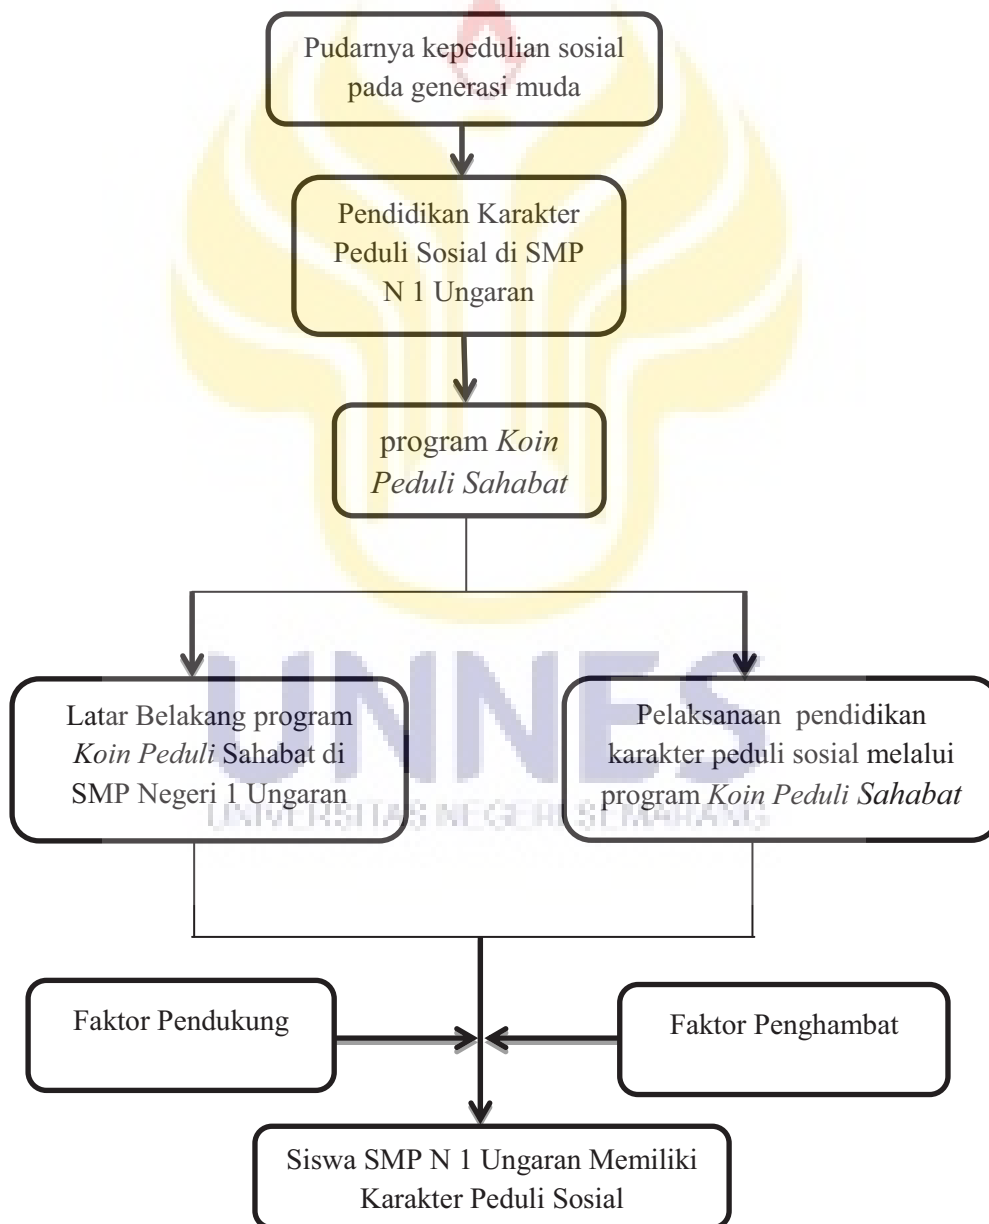 Pudarnya kepedulian sosial
pada generasi muda
Pendidikan Karakter
Peduli Sosial di SMP
N 1 Ungaran
program Koin
Peduli Sahabat
Latar Belakang program
Koin Peduli Sahabat di
SMP Negeri 1 Ungaran
Pelaksanaan pendidikan
karakter peduli sosial melalui
program Koin Peduli Sahabat
UNNES
UNIVERSITAS NEGERI SEMARANG
Faktor Pendukung
Faktor Penghambat
Siswa SMP N 1 Ungaran Memiliki
Karakter Peduli Sosial